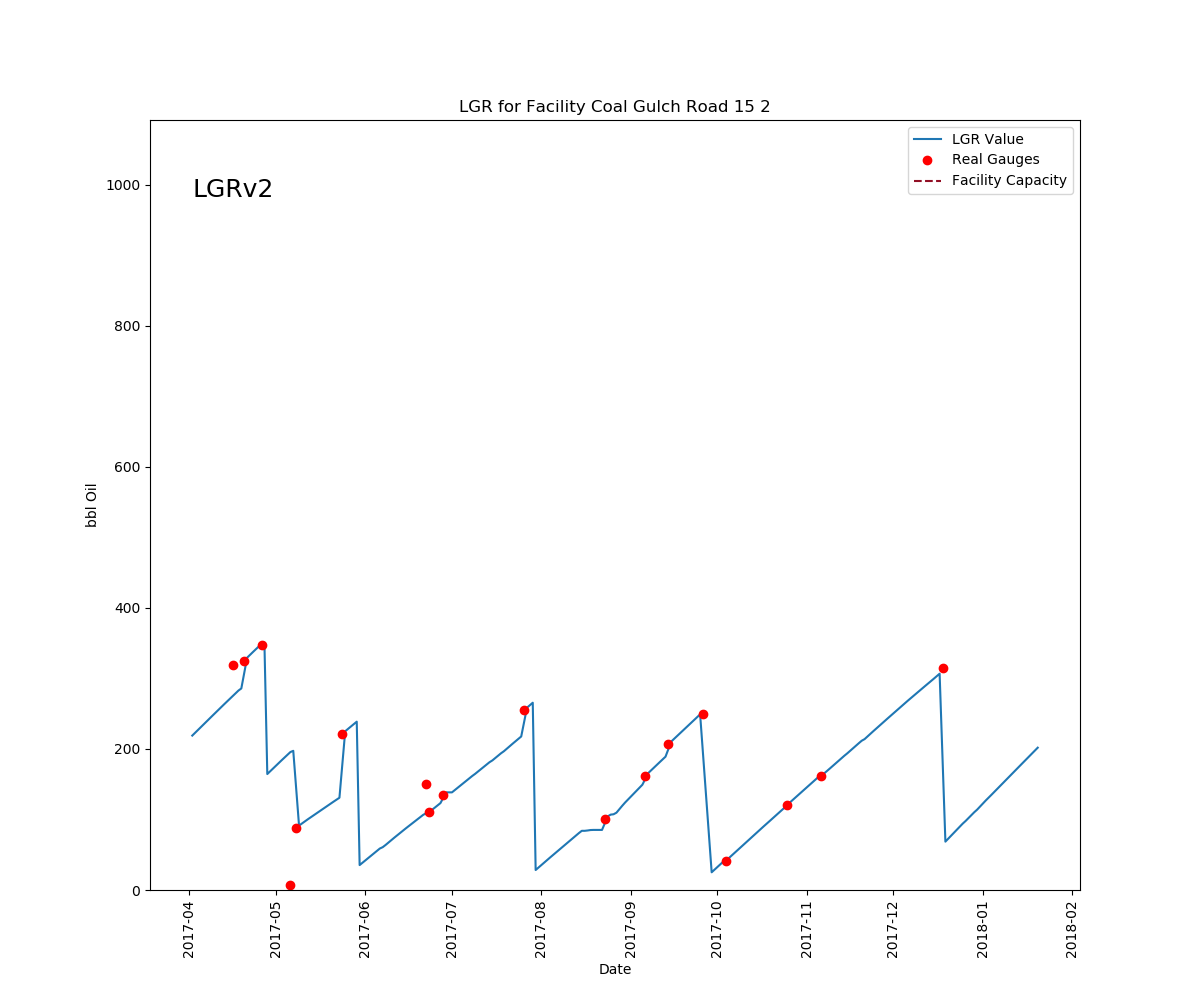 LGR for Facility Coal Gulch Road 15 2
LGR Value
Real Gauges
Facility Capacity
LGRv2
1000
800
600
400
200
0
bbl Oil
2017-04
2017-05
2017-06
2017-07
2017-08
2017-09
2017-10
2017-11
2017-12
2018-01
2018-02
Date